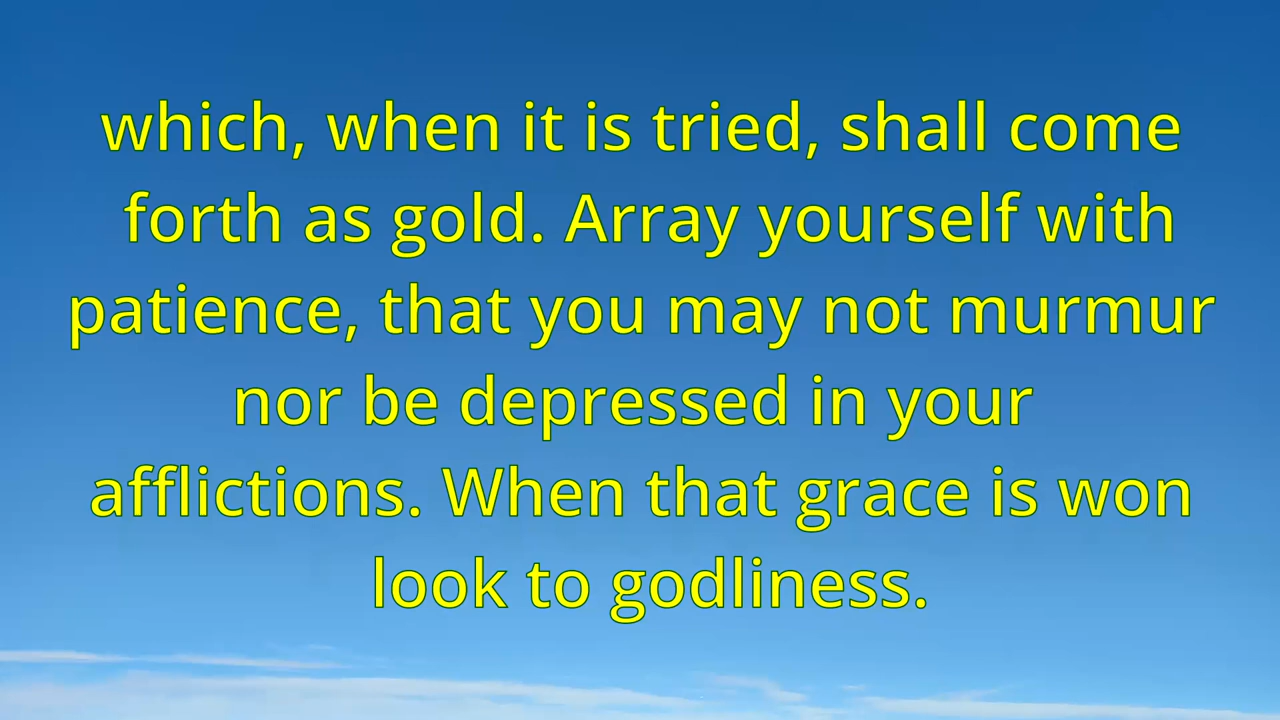 which, when it is tried, shall come
forth as gold. Array yourself with
patience, that you may not murmur
nor be depressed in your
afflictions. When that grace is won
look to godliness.